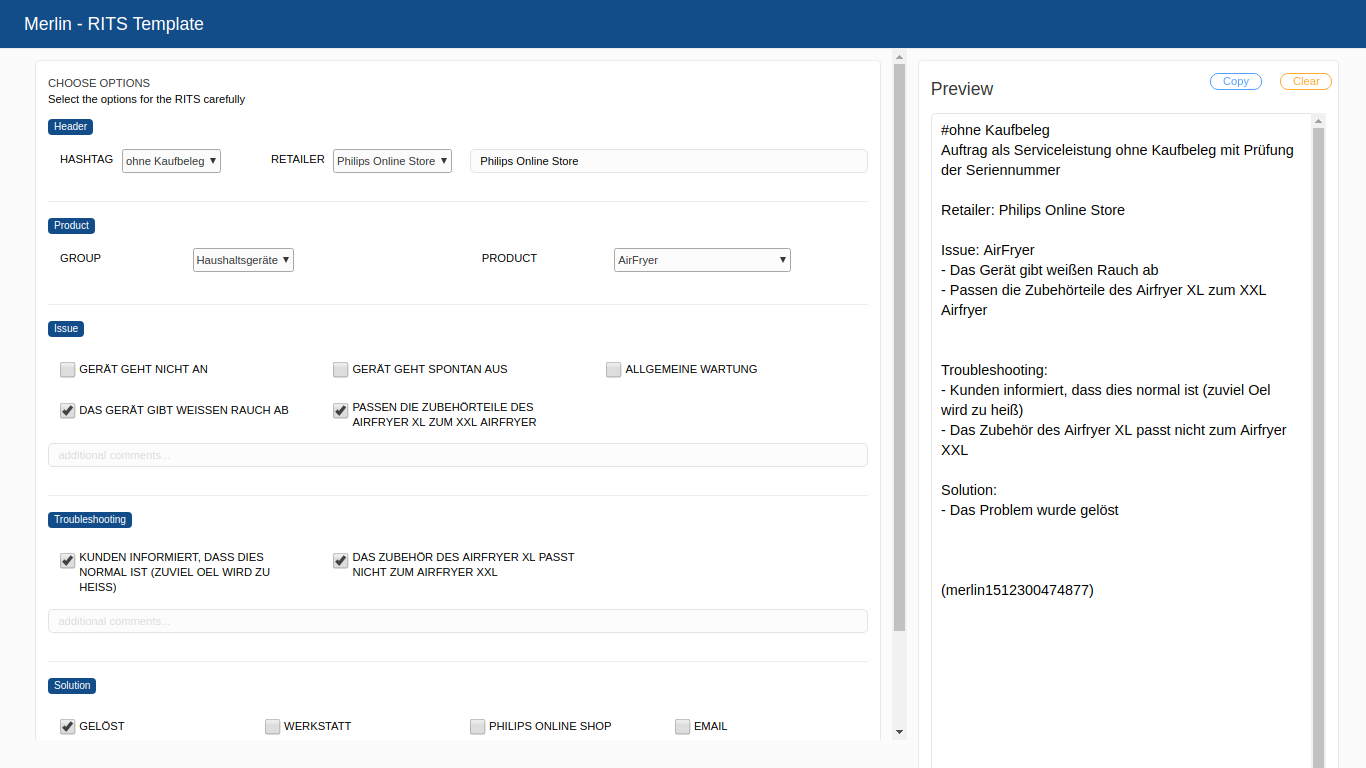 Merlin - RITS Template
CHOOSE OPTIONS
Select the options for the RITS carefully
Header
HASHTAG ohne Kaufbeleg RETAILER Philips Online Store Philips Online Store
Product
GROUP Haushaltsgeräte PRODUCT AirFryer
Issue
GERÄT GEHT NICHT AN GERÄT GEHT SPONTAN AUS ALLGEMEINE WARTUNG
DAS GERÄT GIBT WEISSEN RAUCH AB
PASSEN DIE ZUBEHÖRTEILE DES
AIRFRYER XL ZUM XXL AIRFRYER
additional comments...
Troubleshooting
KUNDEN INFORMIERT, DASS DIES
NORMAL IST (ZUVIEL OEL WIRD ZU
HEISS)
DAS ZUBEHÖR DES AIRFRYER XL PASST
NICHT ZUM AIRFRYER XXL
additional comments...
Solution
GELÖST WERKSTATT PHILIPS ONLINE SHOP EMAIL
Preview Copy Clear
#ohne Kaufbeleg
Auftrag als Serviceleistung ohne Kaufbeleg mit Prüfung
der Seriennummer
Retailer: Philips Online Store
Issue: AirFryer
- Das Gerät gibt weißen Rauch ab
- Passen die Zubehörteile des Airfryer XL zum XXL
Airfryer
Troubleshooting:
- Kunden informiert, dass dies normal ist (zuviel Oel
wird zu heiß)
- Das Zubehör des Airfryer XL passt nicht zum Airfryer
XXL
Solution:
- Das Problem wurde gelöst
(merlin1512300474877)